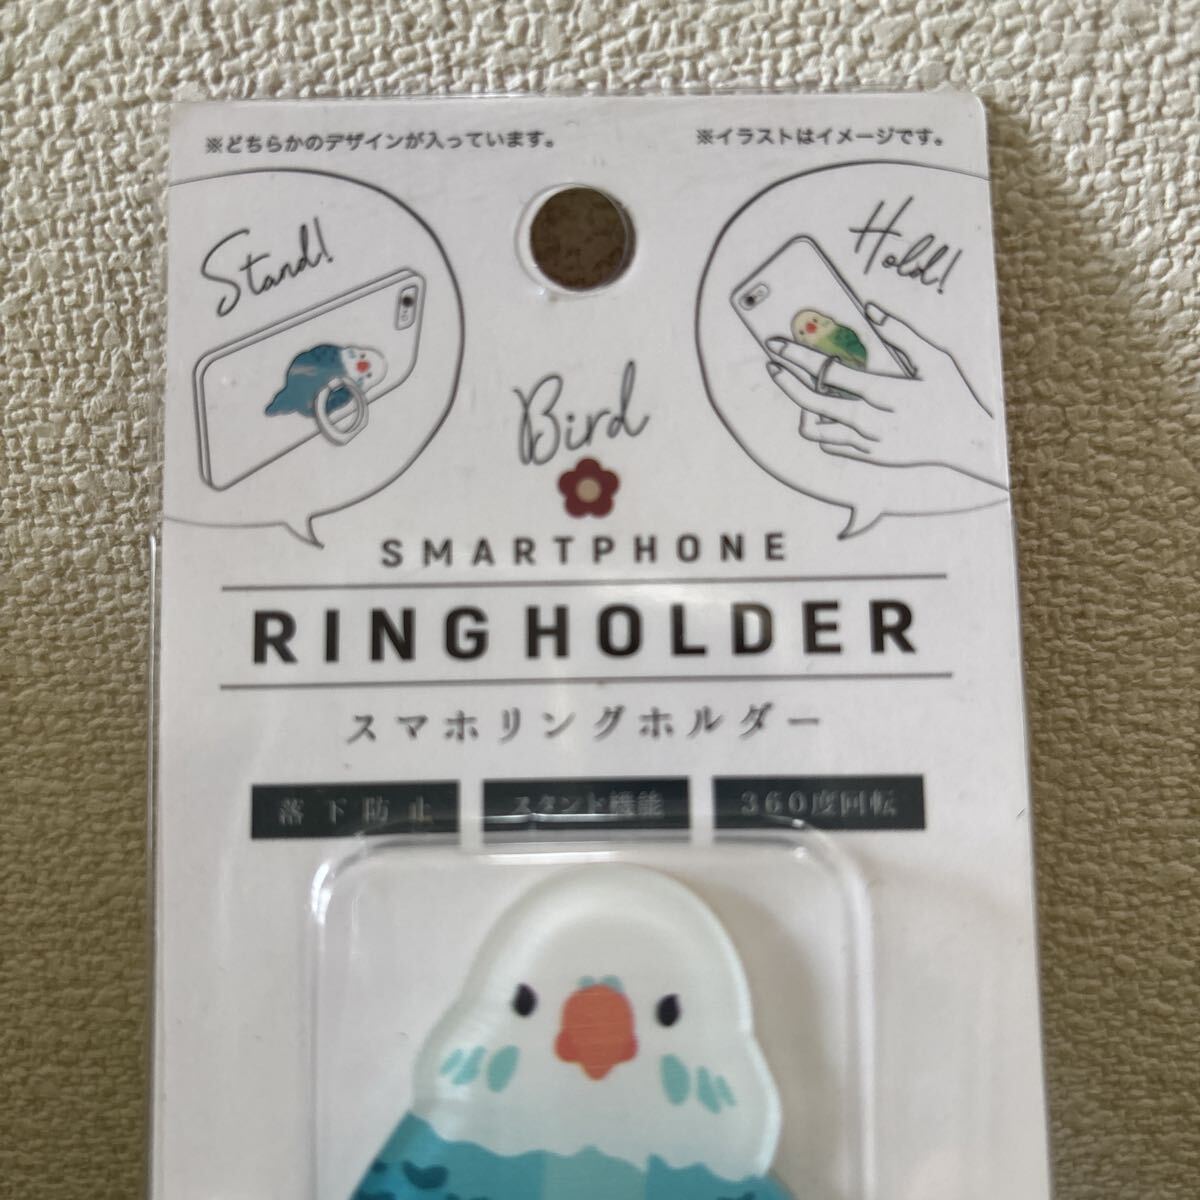 ※どちらかのデザインが入っています。
※イラストはイメージです。
Stand!
Hold!
Bird
SMARTPHONE
RING HOLDER
スマホリングホルダー
落下防止
スタンド機能
360度回転